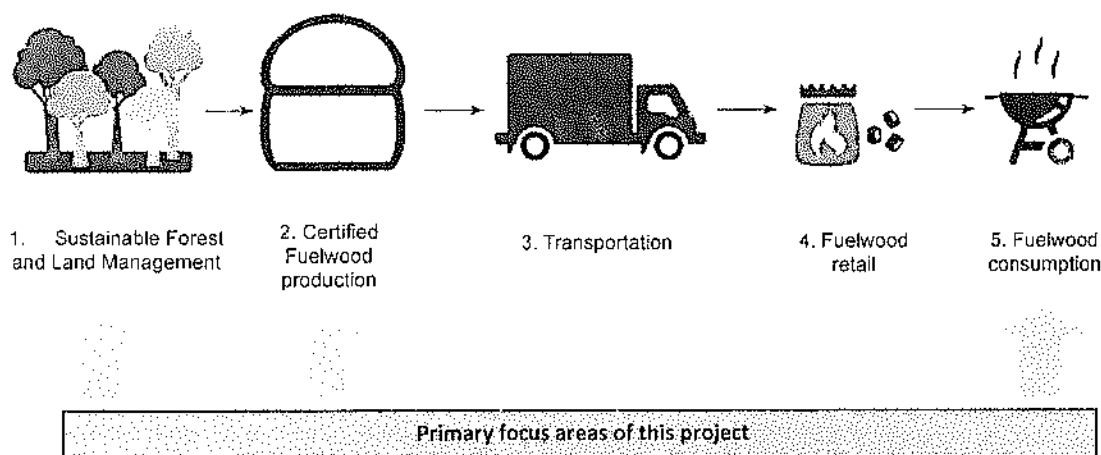 1. Sustainable Forest
and Land Management
2. Certified
Fuelwood
production
3. Transportation
4. Fuelwood
retail
5. Fuelwood
consumption
Primary focus areas of this project